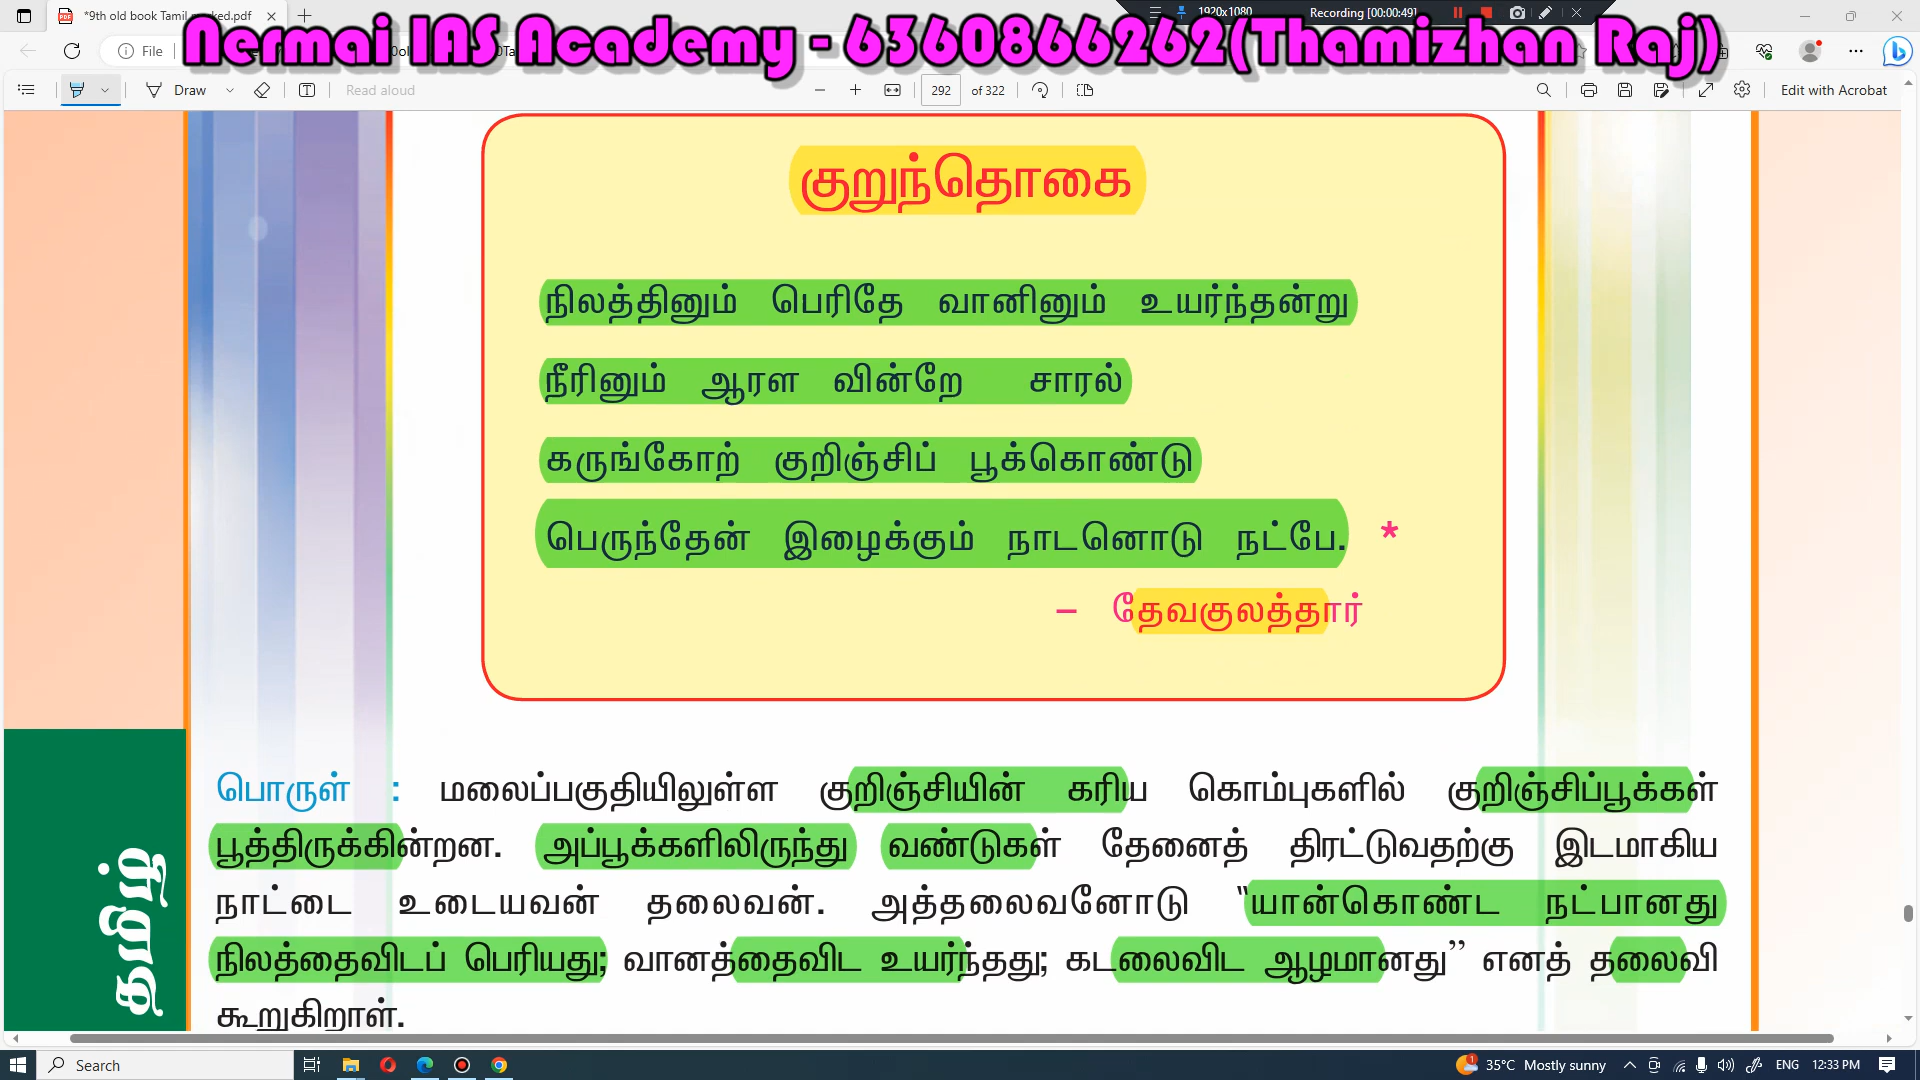 *9th old book Tamil marked.pdf
1920x1080
Recording [00:00:49]
File
Nermai IAS Academy - 6360866262(Thamizhan Raj)
Draw
Read aloud
292
of 322
Edit with Acrobat
குறுந்தொகை
நிலத்தினும் பெரிதே வானினும் உயர்ந்தன்று
நீரினும் ஆரள வின்றே சாரல்
கருங்கோற் குறிஞ்சிப் பூக்கொண்டு
பெருந்தேன் இழைக்கும் நாடனொடு நட்பே. *
– தேவகுலத்தார்
பொருள் : மலைப்பகுதியிலுள்ள குறிஞ்சியின் கரிய கொம்புகளில் குறிஞ்சிப்பூக்கள்
பூத்திருக்கின்றன. அப்பூக்களிலிருந்து வண்டுகள் தேனைத் திரட்டுவதற்கு இடமாகிய
நாட்டை உடையவன் தலைவன். அத்தலைவனோடு “யான்கொண்ட நட்பானது
நிலத்தைவிடப் பெரியது; வானத்தைவிட உயர்ந்தது; கடலைவிட ஆழமானது” எனத் தலைவி
கூறுகிறாள்.
தமிழ்
Search
1
35°C Mostly sunny
ENG
12:33 PM